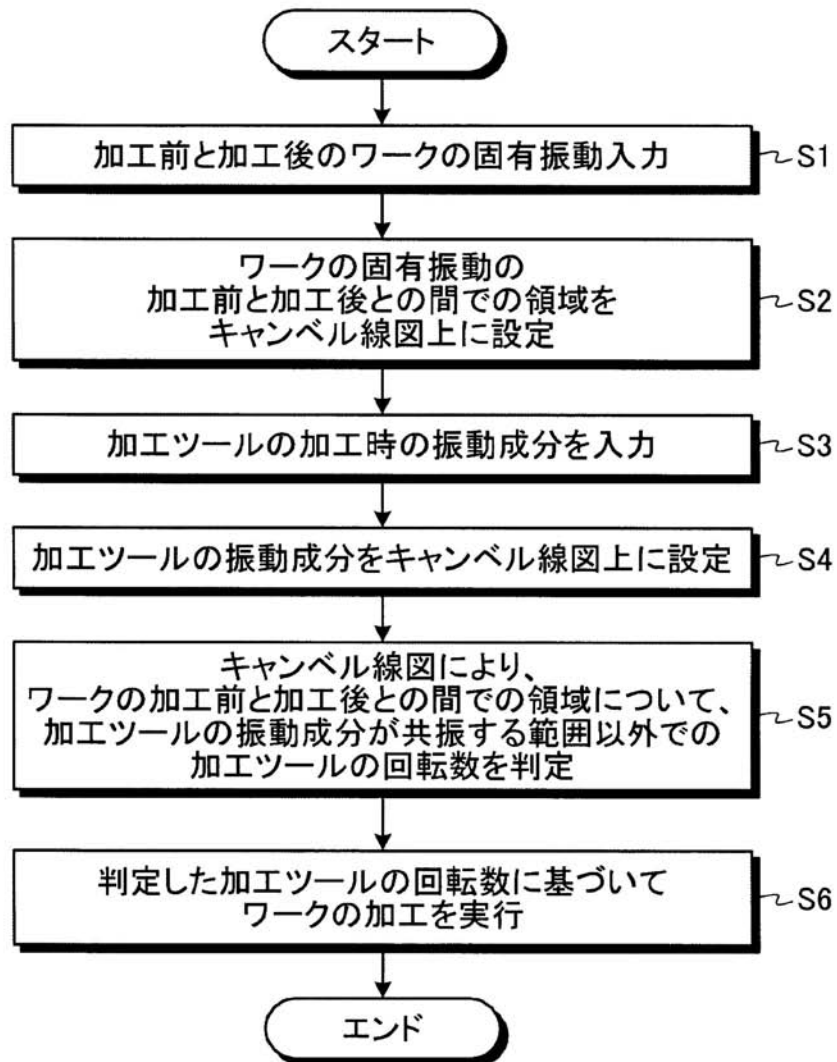 スタート
加工前と加工後のワークの固有振動入力
S1
ワークの固有振動の
加工前と加工後との間での領域を
キャンベル線図上に設定
S2
加工ツールの加工時の振動成分を入力
S3
加工ツールの振動成分をキャンベル線図上に設定
S4
キャンベル線図により、
ワークの加工前と加工後との間での領域について、
加工ツールの振動成分が共振する範囲以外での
加工ツールの回転数を判定
S5
判定した加工ツールの回転数に基づいて
ワークの加工を実行
S6
エンド